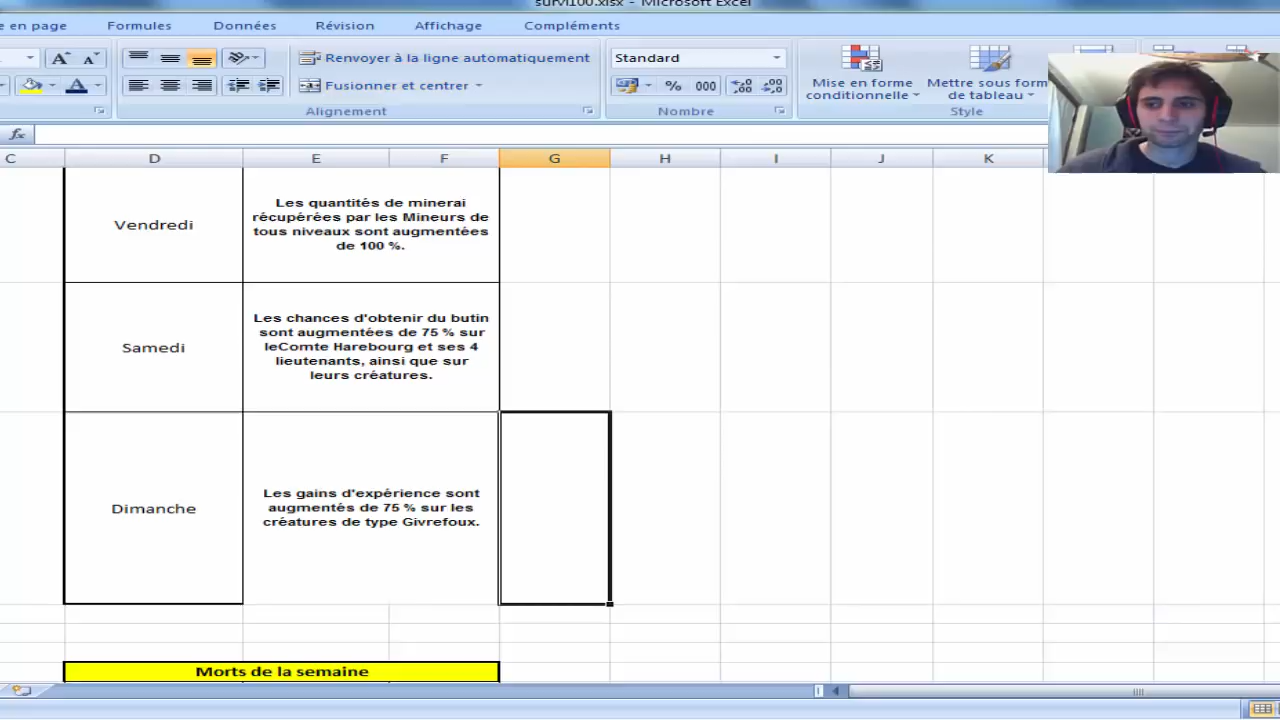 survi100.xlsx - Microsoft Excel
e en page Formules Données Révision Affichage Compléments
A A Renvoyer à la ligne automatiquement Standard
A Fusionner et centrer % 000 ,00 ,00
Mise en forme conditionnelle
Mettre sous form de tableau
Alignement Nombre Style
fx
C D E F G H I J K
Vendredi
Les quantités de minerai
récupérées par les Mineurs de
tous niveaux sont augmentées
de 100 %.
Samedi
Les chances d'obtenir du butin
sont augmentées de 75 % sur
leComte Harebourg et ses 4
lieutenants, ainsi que sur
leurs créatures.
Dimanche
Les gains d'expérience sont
augmentés de 75 % sur les
créatures de type Givrefoux.
Morts de la semaine